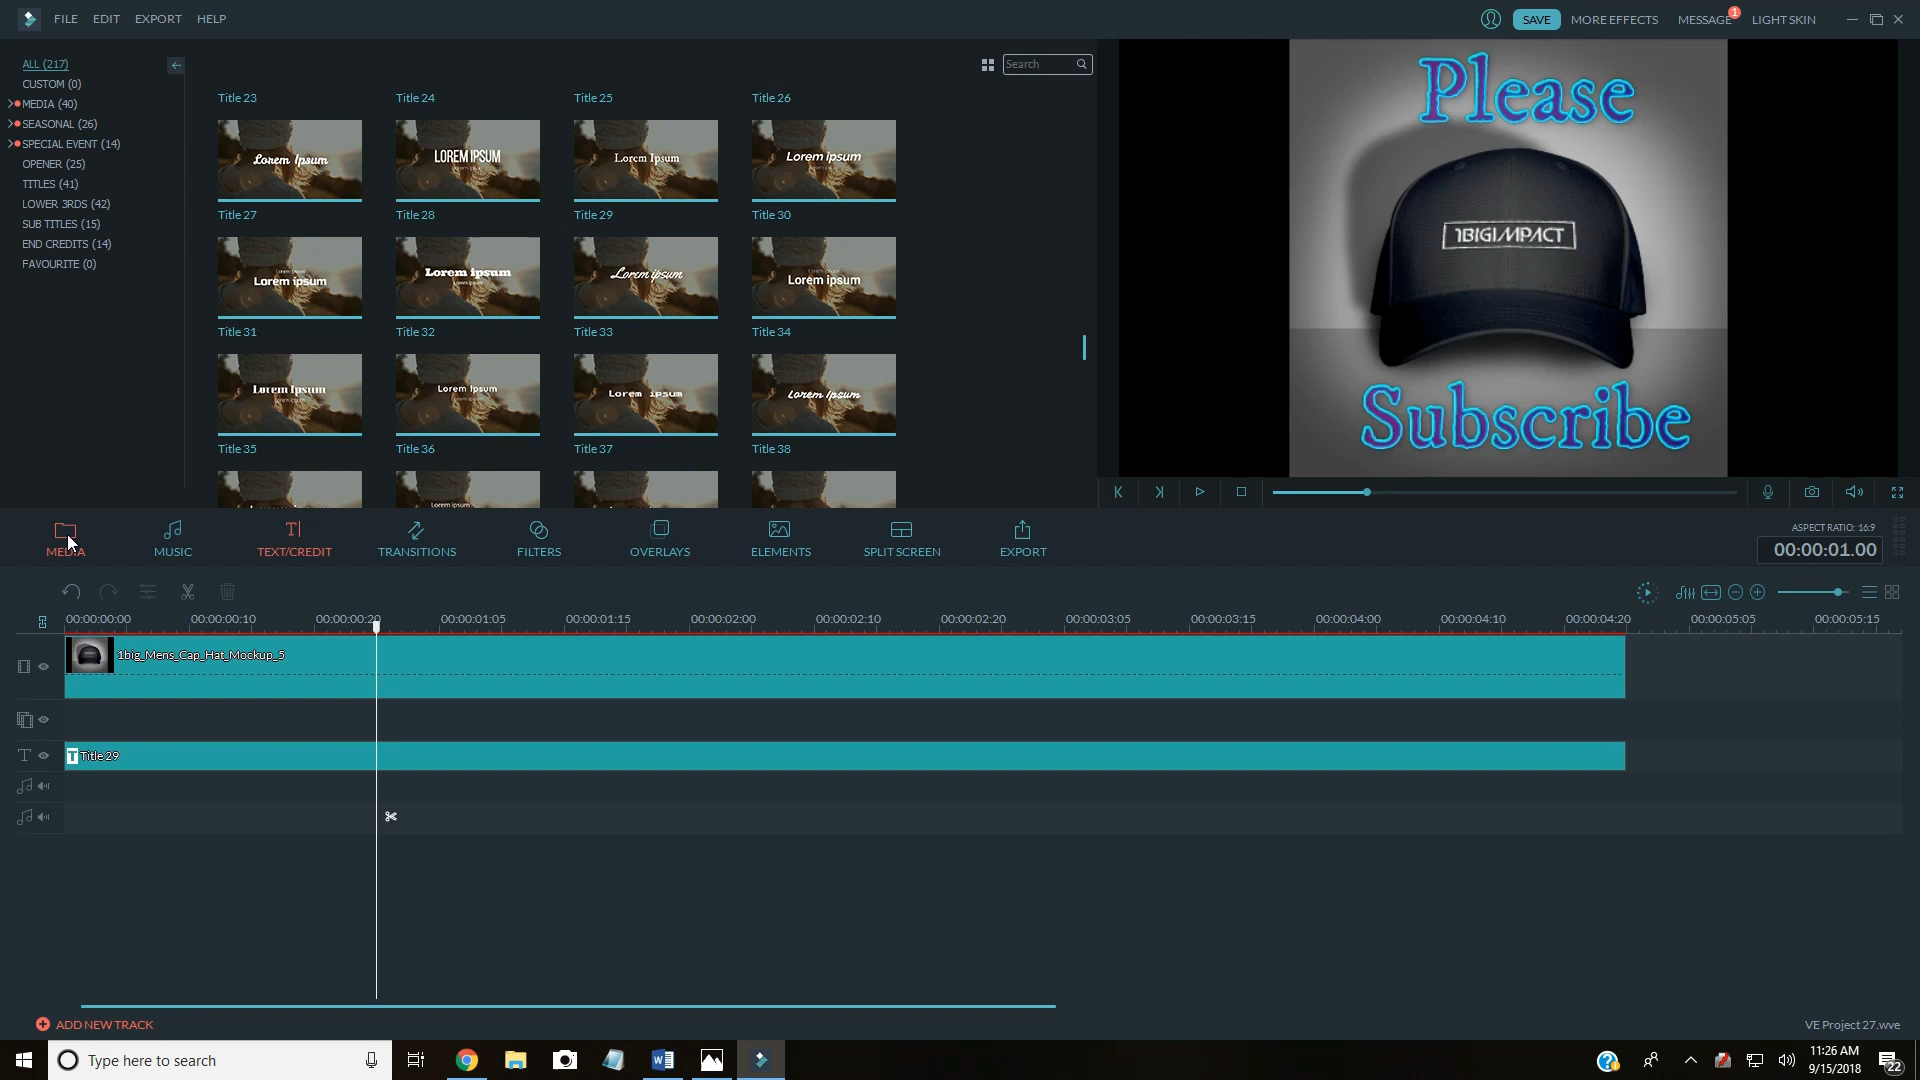 FILE EDIT EXPORT HELP
SAVE MORE EFFECTS MESSAGE 1 LIGHT SKIN
ALL (217)
CUSTOM (0)
MEDIA (40)
SEASONAL (26)
SPECIAL EVENT (14)
OPENER (25)
TITLES (41)
LOWER 3RDS (42)
SUB TITLES (15)
END CREDITS (14)
FAVOURITE (0)
Search
Title 23 Title 24 Title 25 Title 26
Lorem Ipsum LOREM IPSUM Lorem Ipsum Lorem ipsum
Title 27 Title 28 Title 29 Title 30
Lorem ipsum Lorem ipsum Lorem ipsum Lorem ipsum
Title 31 Title 32 Title 33 Title 34
Lorem Ipsum Lorem Ipsum Lorem ipsum Lorem ipsum
Title 35 Title 36 Title 37 Title 38
Please
1BIGIMPACT
Subscribe
MEDIA MUSIC TEXT/CREDIT TRANSITIONS FILTERS OVERLAYS ELEMENTS SPLIT SCREEN EXPORT
ASPECT RATIO: 16:9
00:00:01.00
00:00:00:00 00:00:00:10 00:00:00:20 00:00:01:05 00:00:01:15 00:00:02:00 00:00:02:10 00:00:02:20 00:00:03:05 00:00:03:15 00:00:04:00 00:00:04:10 00:00:04:20 00:00:05:05 00:00:05:15
1big_Mens_Cap_Hat_Mockup_5
T Title 29
ADD NEW TRACK
VE Project 27.wve
Type here to search
11:26 AM
9/15/2018
22